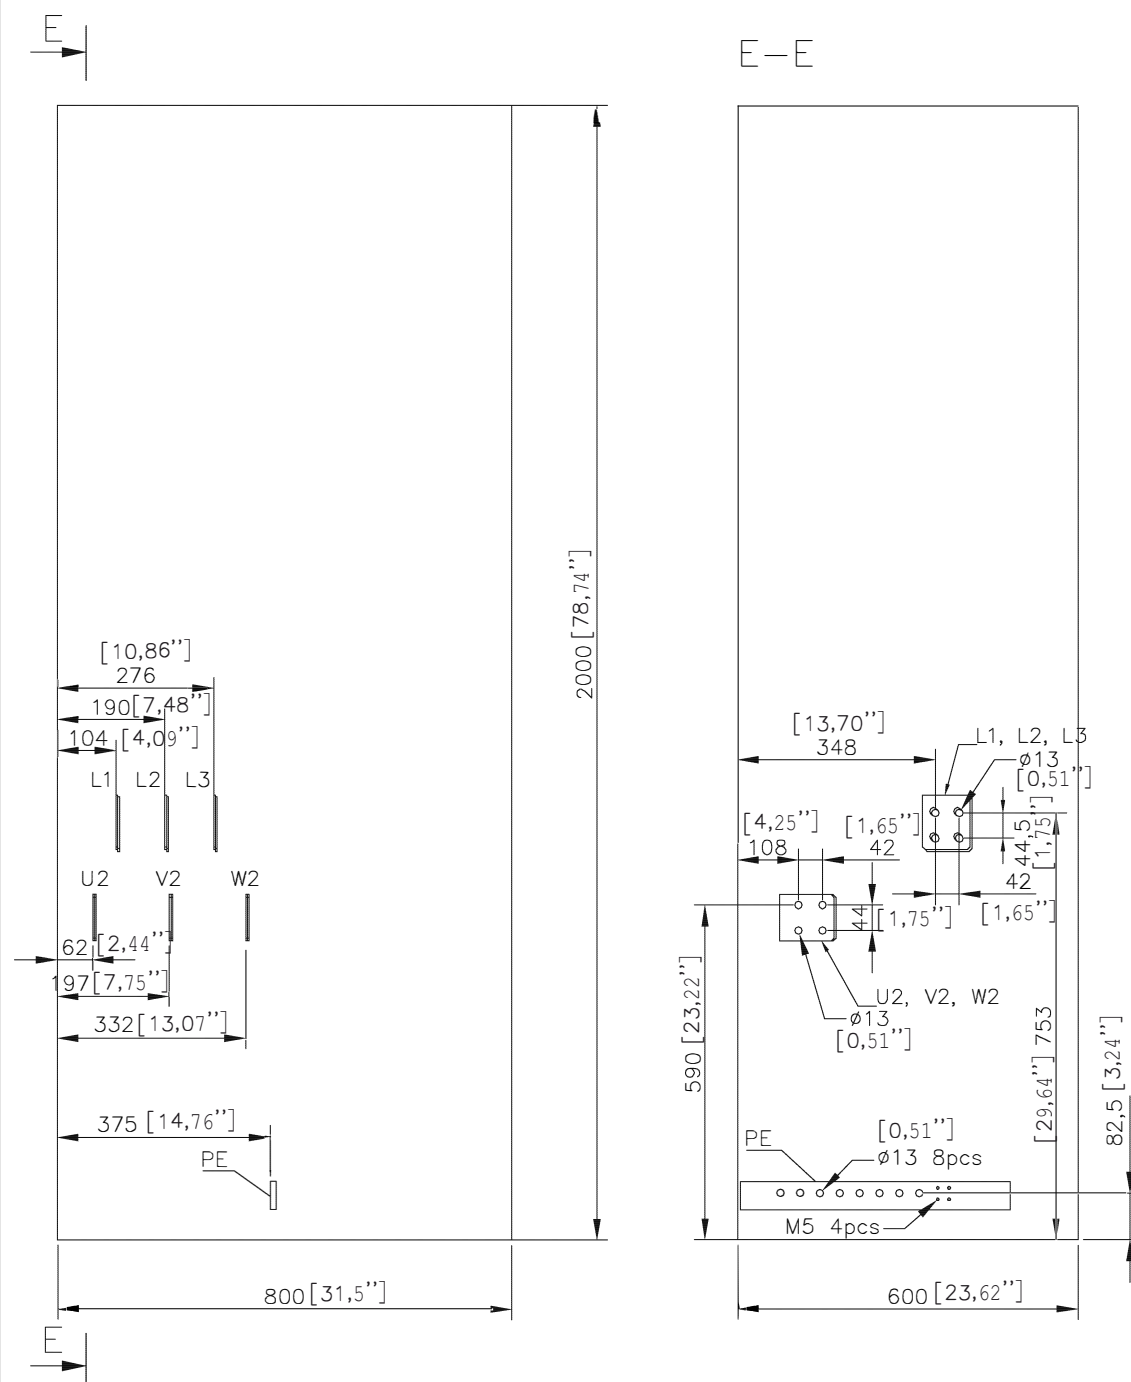 E
E-E
2000 [78,74'']
[10,86'']
276
190[7,48'']
104 [4,09'']
L1 L2 L3
U2 V2 W2
62 [2,44'']
197[7,75'']
332[13,07'']
375 [14,76'']
PE
800[31,5'']
E
[13,70'']
348
L1, L2, L3
ø13
[0,51'']
44,5
[1,75'']
[4,25'']
108
[1,65'']
42
42
[1,65'']
44
[1,75'']
U2, V2, W2
ø13
[0,51'']
590 [23,22'']
[29,64''] 753
82,5 [3,24'']
PE
[0,51'']
ø13 8pcs
M5 4pcs
600[23,62'']